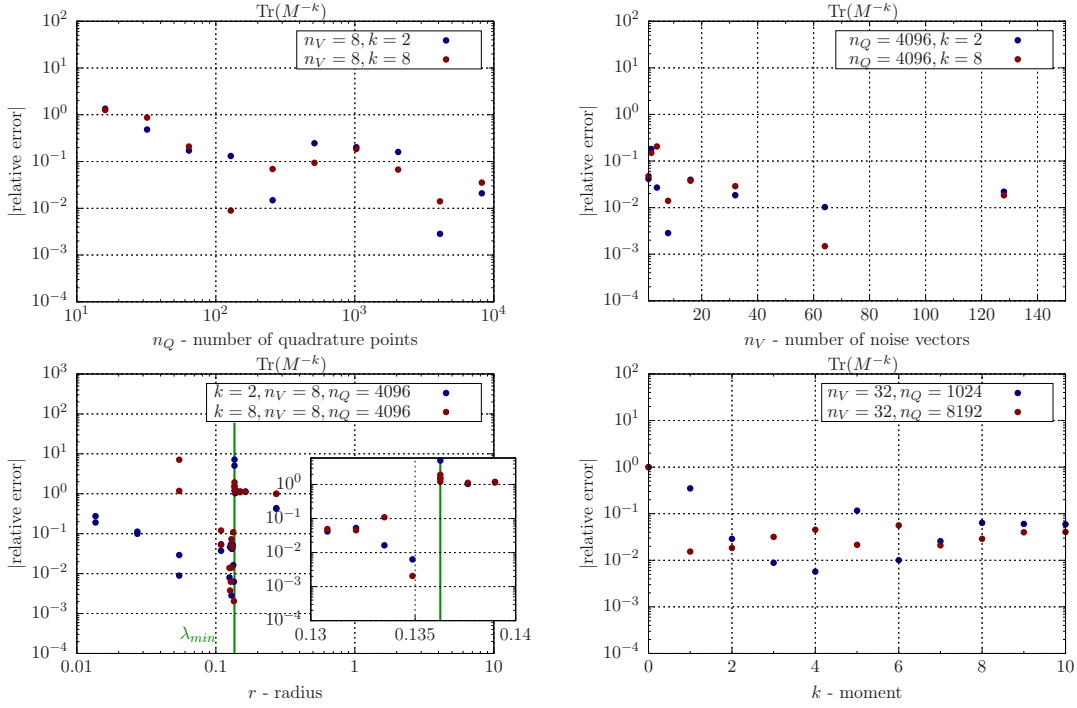 Tr(M^{-k})
n_V = 8, k = 2
n_V = 8, k = 8
|relative error|
10^2
10^1
10^0
10^{-1}
10^{-2}
10^{-3}
10^{-4}
10^1 10^2 10^3 10^4
n_Q - number of quadrature points
Tr(M^{-k})
n_Q = 4096, k = 2
n_Q = 4096, k = 8
|relative error|
10^2
10^1
10^0
10^{-1}
10^{-2}
10^{-3}
10^{-4}
20 40 60 80 100 120 140
n_V - number of noise vectors
Tr(M^{-k})
k = 2, n_V = 8, n_Q = 4096
k = 8, n_V = 8, n_Q = 4096
|relative error|
10^3
10^2
10^1
10^0
10^{-1}
10^{-2}
10^{-3}
10^{-4}
λ_{min}
10^0
10^{-1}
10^{-2}
10^{-3}
10^{-4}
0.13 0.135 0.14
0.01 0.1 1 10
r - radius
Tr(M^{-k})
n_V = 32, n_Q = 1024
n_V = 32, n_Q = 8192
|relative error|
10^2
10^1
10^0
10^{-1}
10^{-2}
10^{-3}
10^{-4}
0 2 4 6 8 10
k - moment